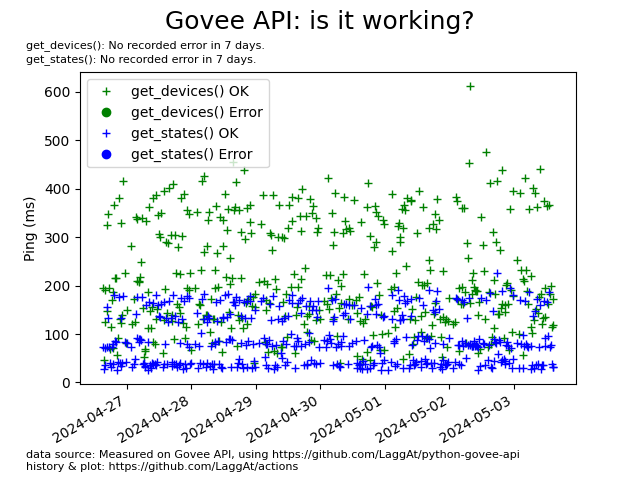 Govee API: is it working?
get_devices(): No recorded error in 7 days.
get_states(): No recorded error in 7 days.
get_devices() OK
get_devices() Error
get_states() OK
get_states() Error
Ping (ms)
600
500
400
300
200
100
0
2024-04-27
2024-04-28
2024-04-29
2024-04-30
2024-05-01
2024-05-02
2024-05-03
data source: Measured on Govee API, using https://github.com/LaggAt/python-govee-api
history & plot: https://github.com/LaggAt/actions